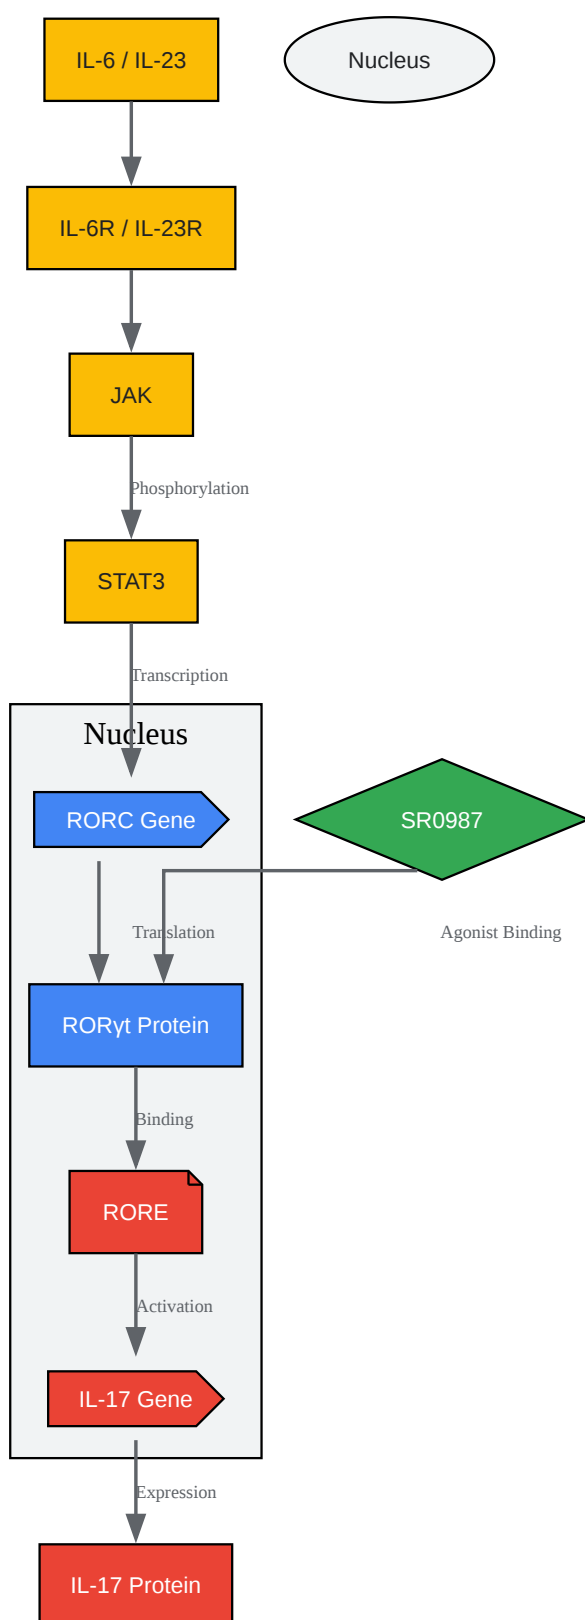 IL-6 / IL-23
Nucleus
IL-6R / IL-23R
JAK
Phosphorylation
STAT3
Transcription
Nucleus
RORC Gene
SR0987
Translation
Agonist Binding
RORγt Protein
Binding
RORE
Activation
IL-17 Gene
Expression
IL-17 Protein